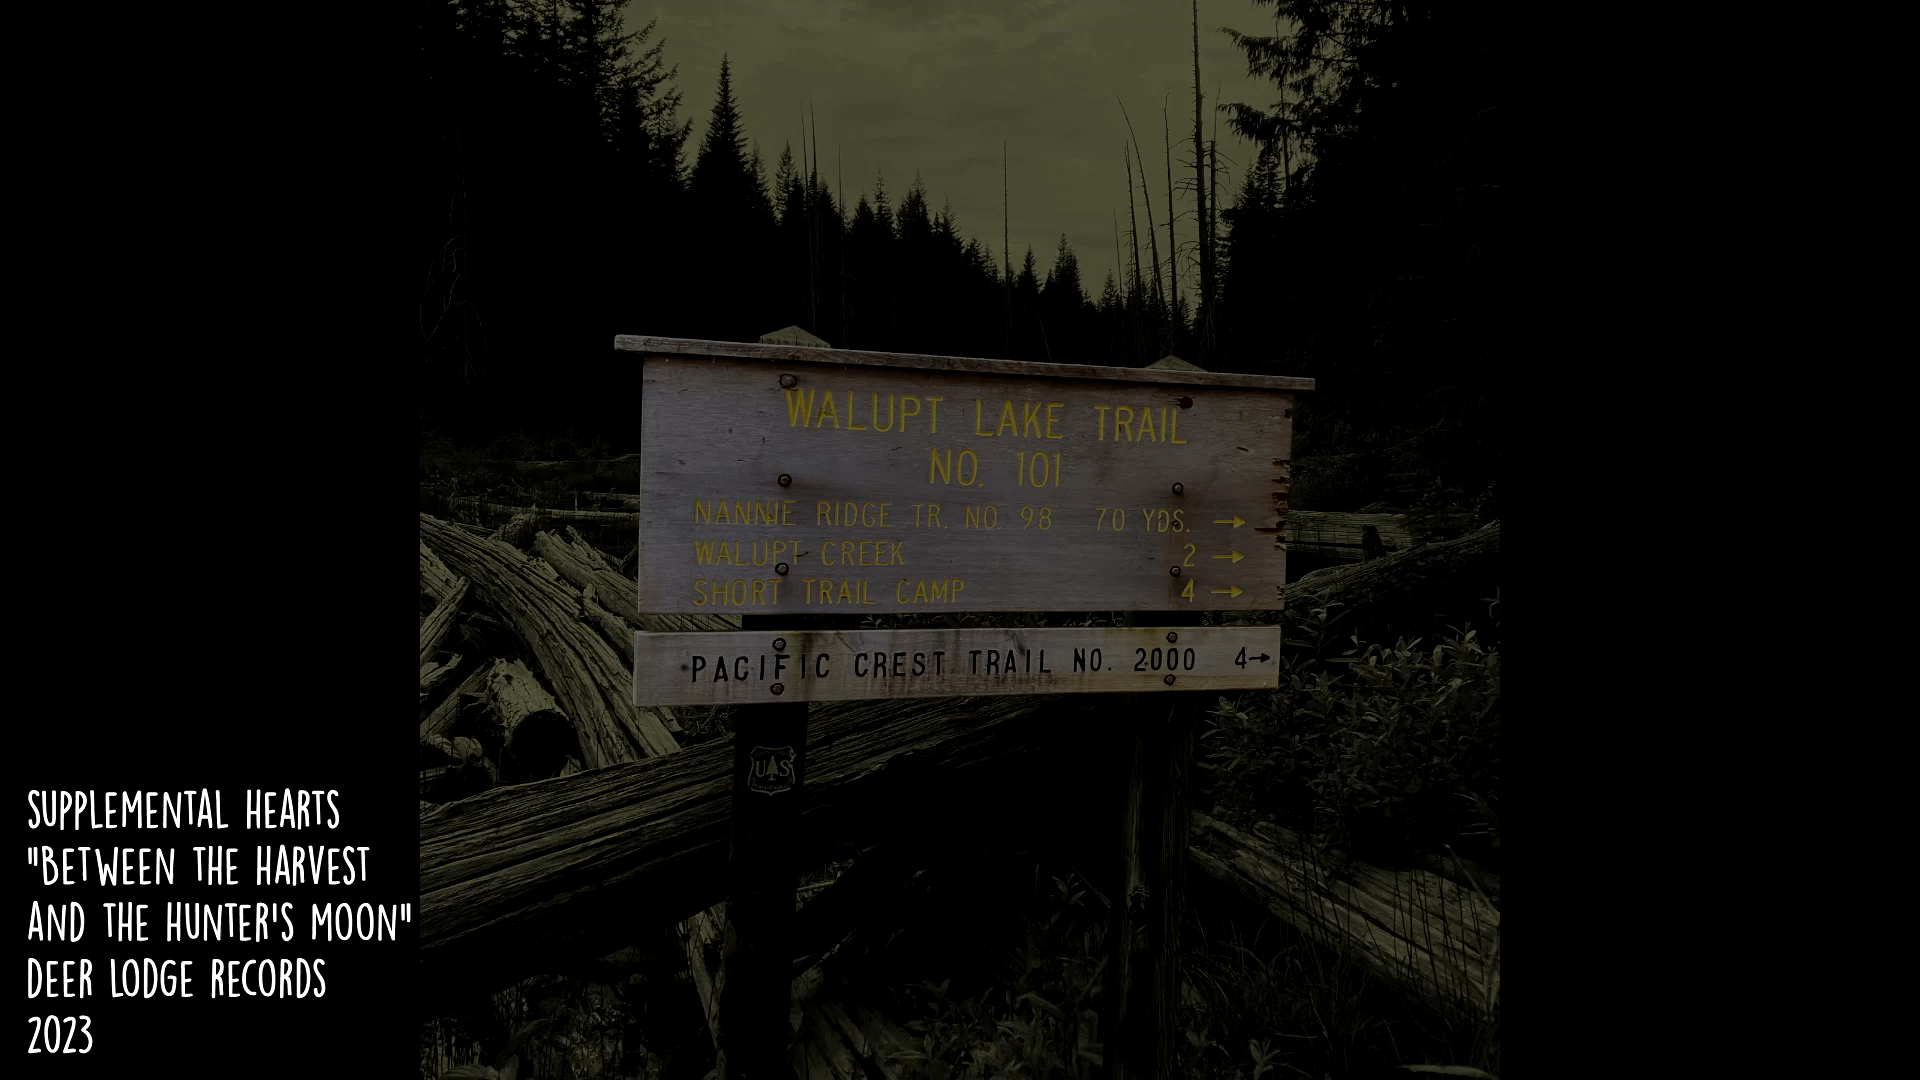 WALUPT LAKE TRAIL
NO. 101
NANNIE RIDGE TR. NO. 98 70 YDS. →
WALUPT CREEK 2 →
SHORT TRAIL CAMP 4 →
PACIFIC CREST TRAIL NO. 2000 4→
US
SUPPLEMENTAL HEARTS
"BETWEEN THE HARVEST
AND THE HUNTER'S MOON"
DEER LODGE RECORDS
2023